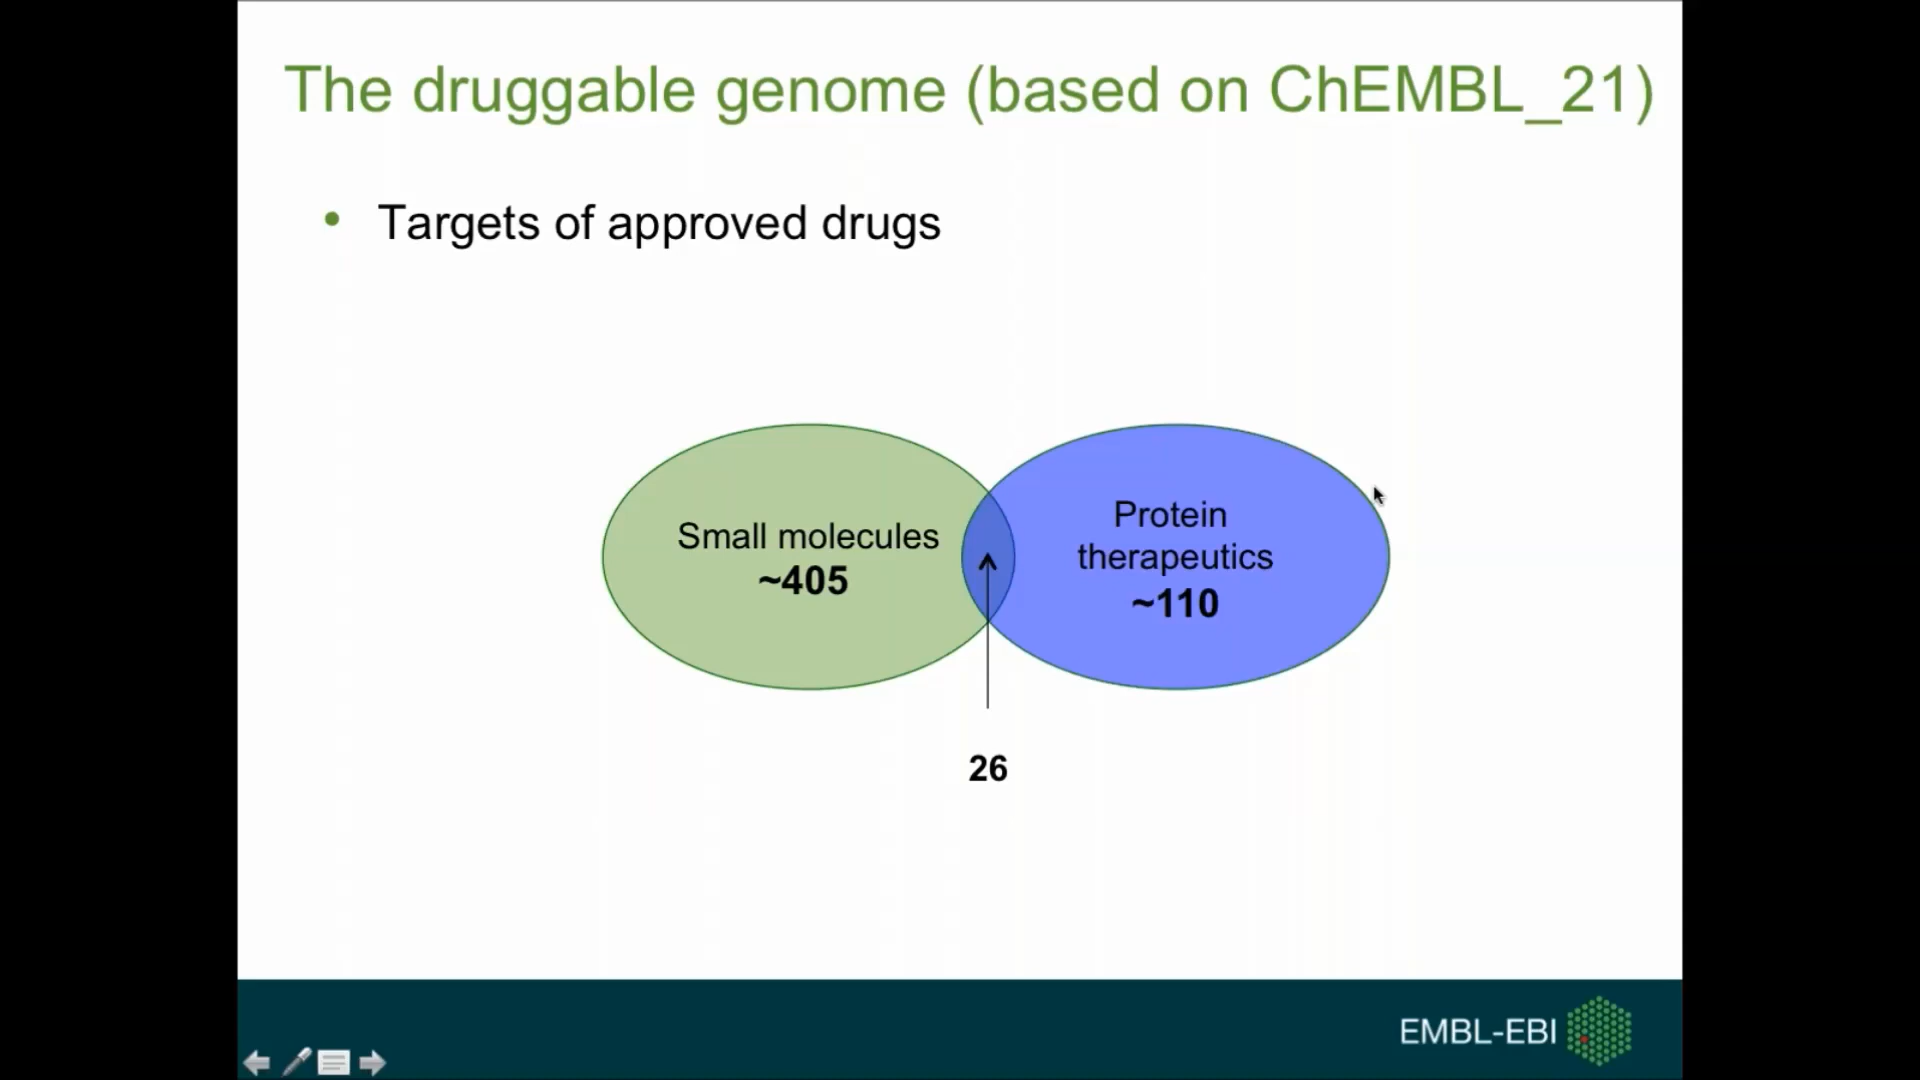 The druggable genome (based on ChEMBL_21)
• Targets of approved drugs
Small molecules
~405
Protein
therapeutics
~110
26
EMBL-EBI